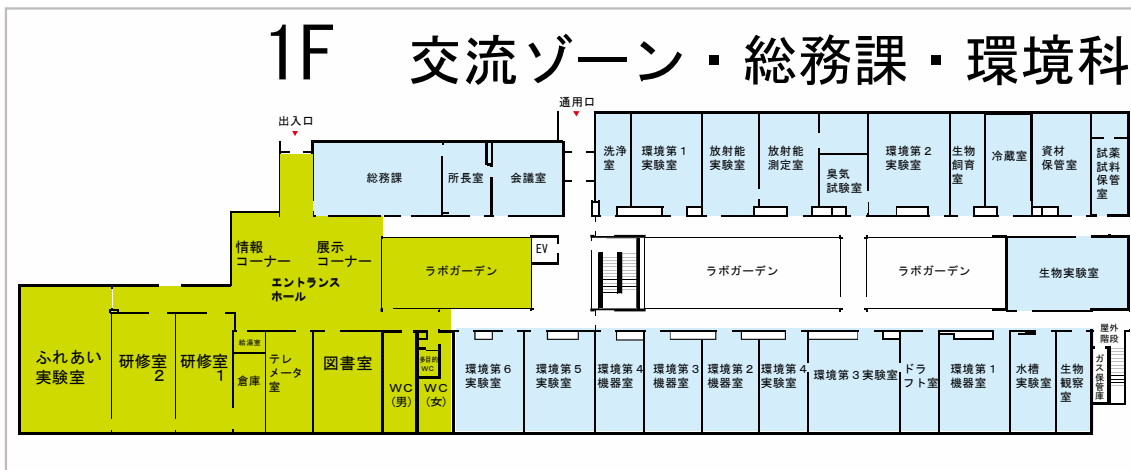 1F 交流ゾーン・総務課・環境科
出入口
通用口
総務課
所長室
会議室
洗浄
室
環境第1
実験室
放射能
実験室
放射能
測定室
臭気
試験室
環境第2
実験室
生物
飼育
室
冷蔵室
資材
保管室
試薬
試料
保管
室
情報
コーナー
展示
コーナー
エントランス
ホール
ラボガーデン
EV
ラボガーデン
ラボガーデン
生物実験室
ふれあい
実験室
研修室
2
研修室
1
給湯室
倉庫
テレ
メータ
室
図書室
WC
(男)
多目的
WC
WC
(女)
環境第6
実験室
環境第5
実験室
環境第4
機器室
環境第3
機器室
環境第2
機器室
環境第4
実験室
環境第3実験室
ドラ
フト室
環境第1
機器室
水槽
実験室
生物
観察
室
屋外
階段
ガス保管庫